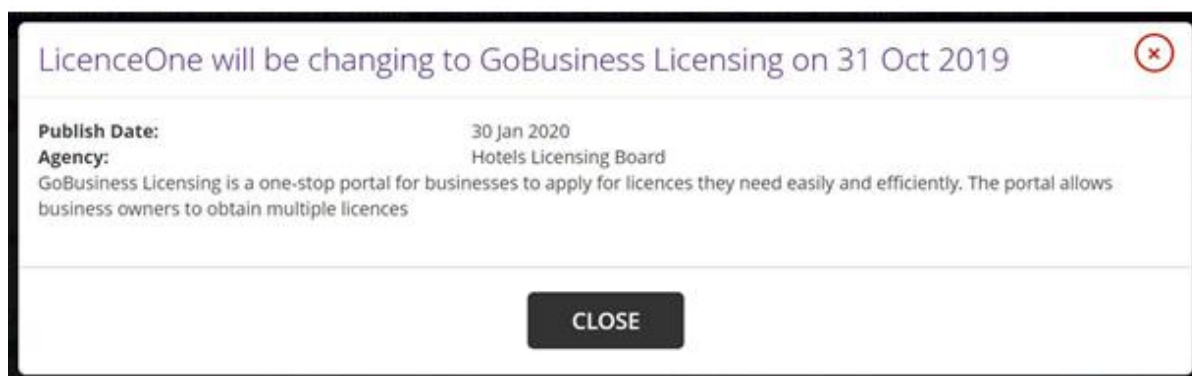 LicenceOne will be changing to GoBusiness Licensing on 31 Oct 2019
Publish Date: 30 Jan 2020
Agency: Hotels Licensing Board
GoBusiness Licensing is a one-stop portal for businesses to apply for licences they need easily and efficiently. The portal allows
business owners to obtain multiple licences
CLOSE